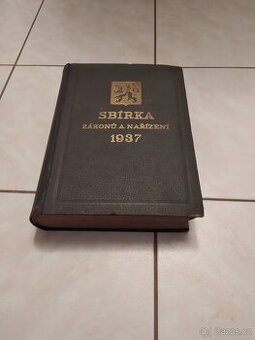 SBÍRKA
ZÁKONŮ A NAŘÍZENÍ
1937